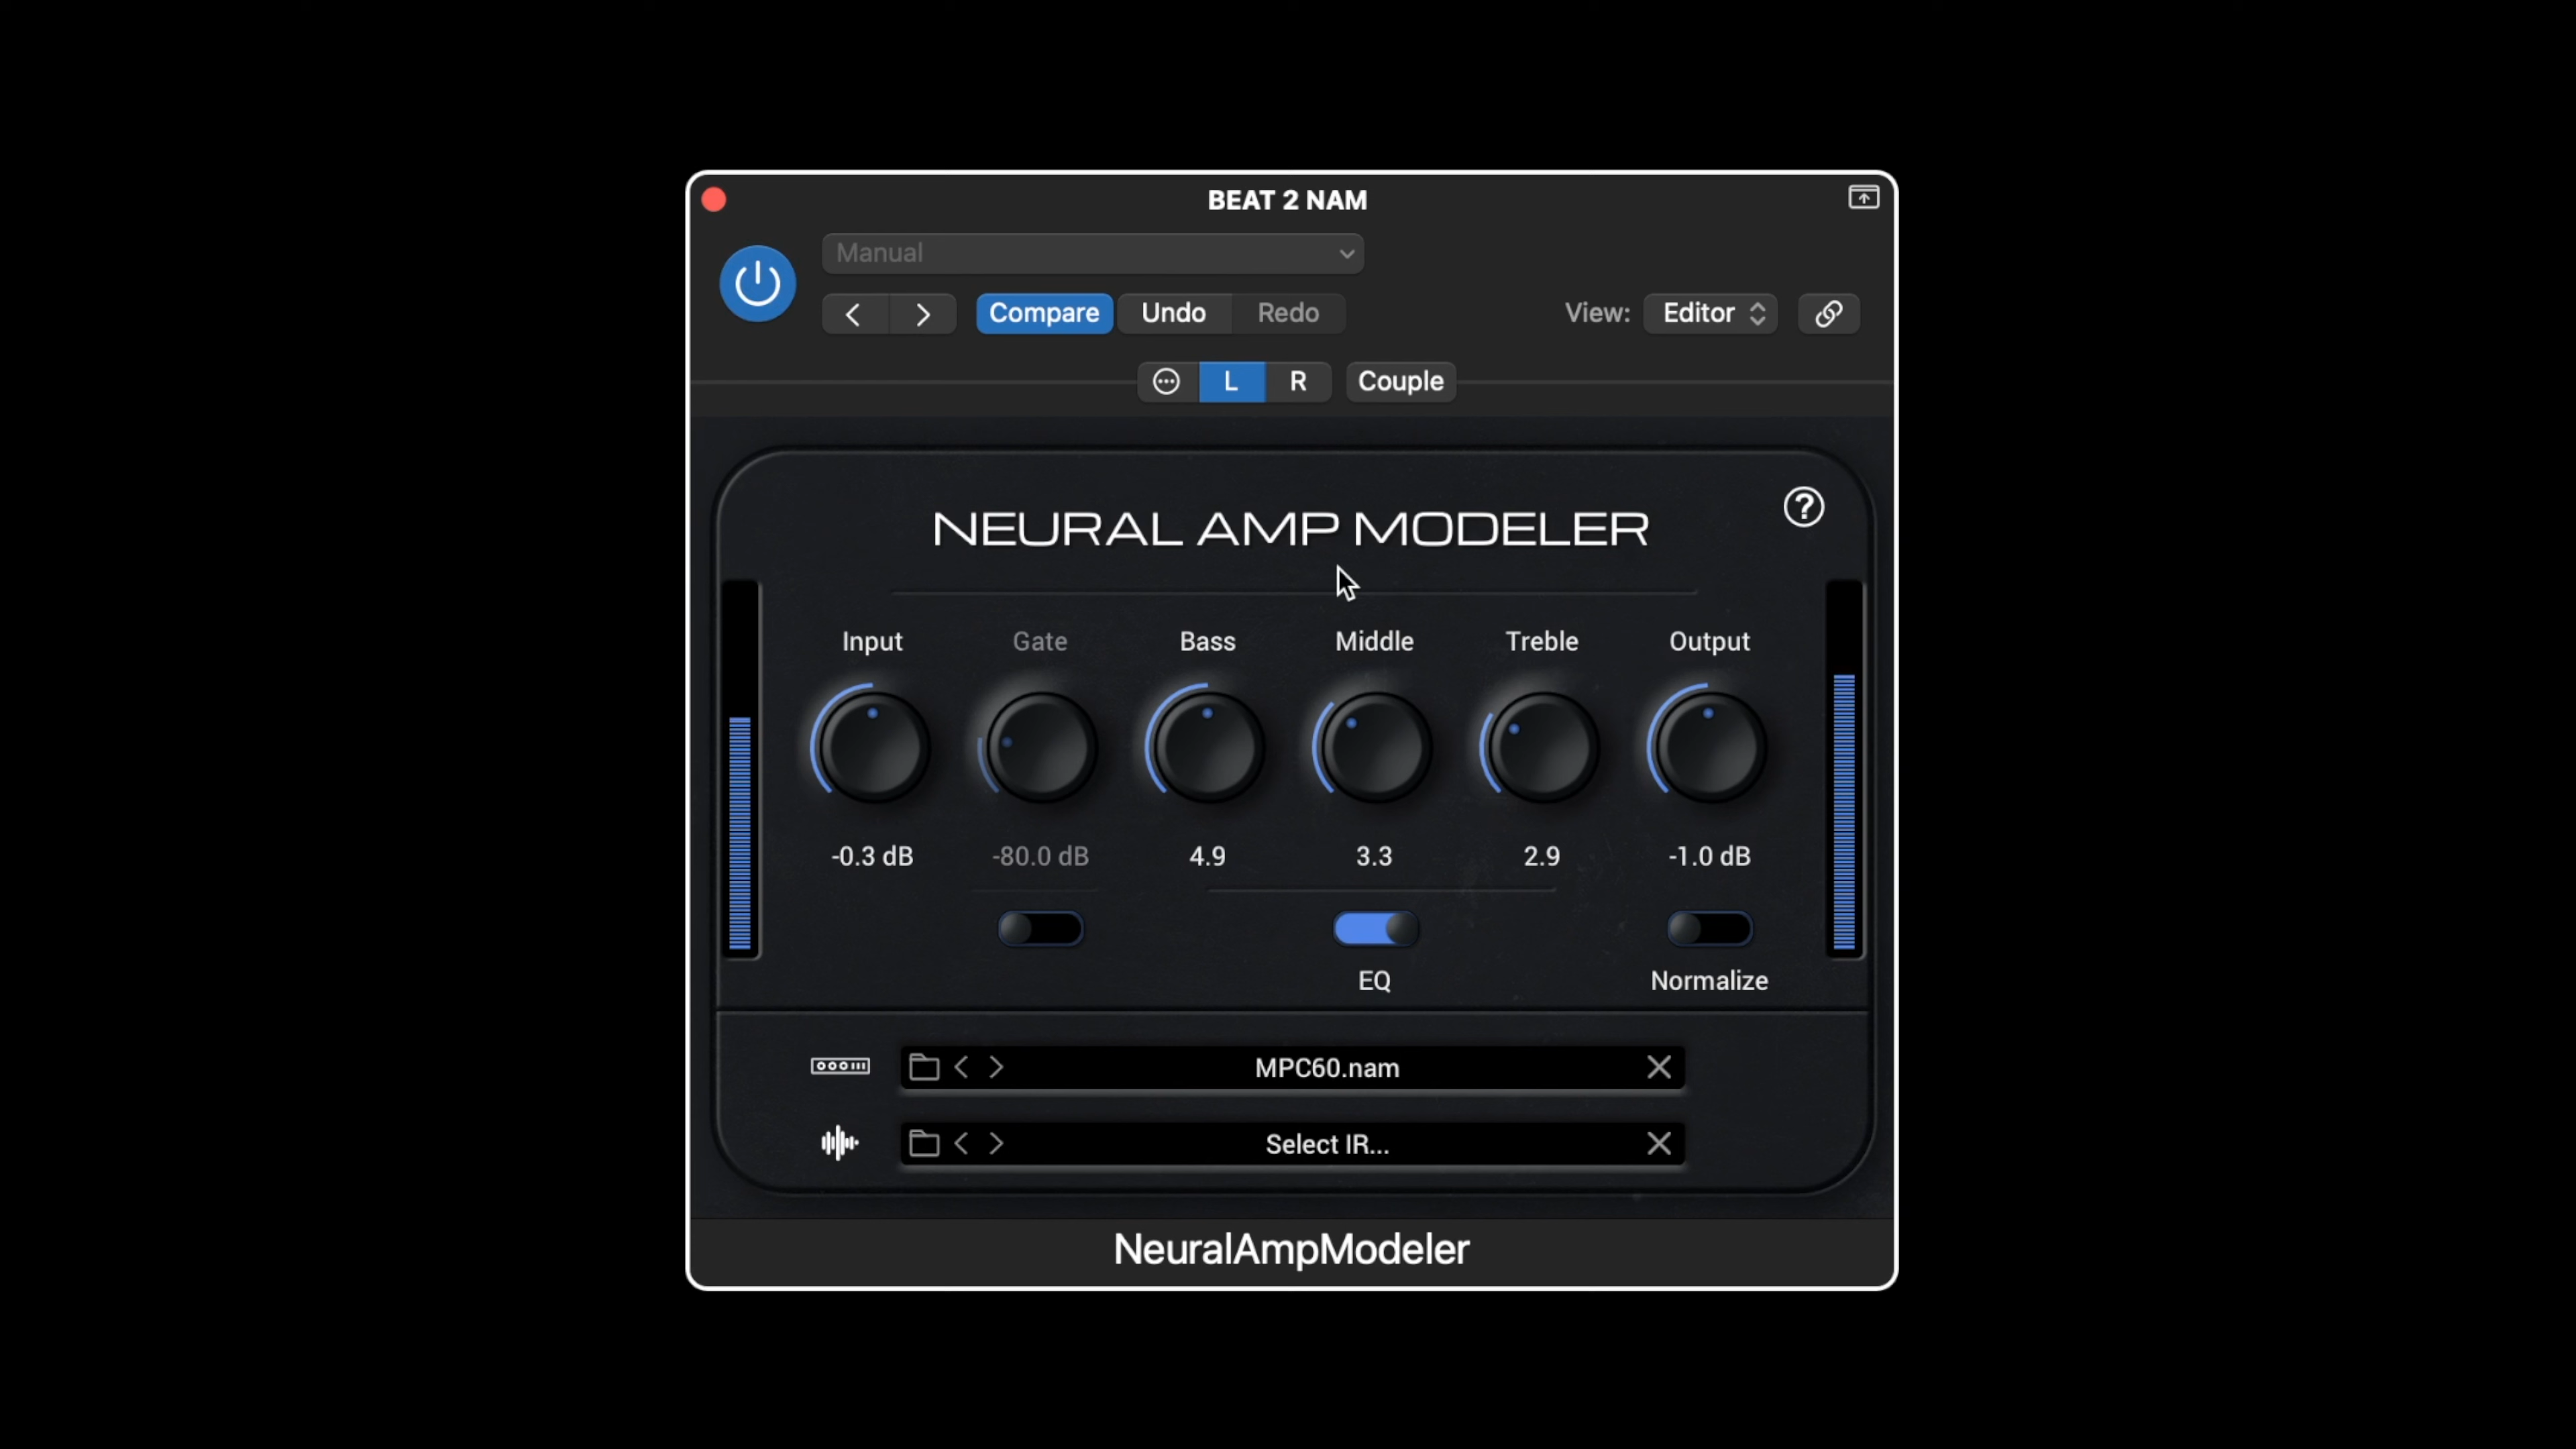 BEAT 2 NAM
Manual
Compare Undo Redo View: Editor
L R Couple
NEURAL AMP MODELER
Input Gate Bass Middle Treble Output
-0.3 dB -80.0 dB 4.9 3.3 2.9 -1.0 dB
EQ Normalize
MPC60.nam
Select IR...
NeuralAmpModeler